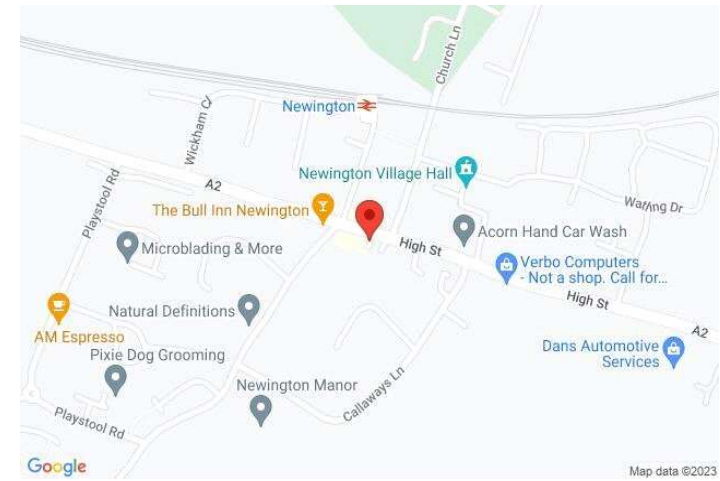 Church Ln
Newington
Wickham Cl
Newington Village Hall
A2
Playstool Rd
The Bull Inn Newington
Watling Dr
Microblading & More
High St
Acorn Hand Car Wash
Verbo Computers
- Not a shop. Call for...
High St
Natural Definitions
A2
AM Espresso
Dans Automotive
Services
Pixie Dog Grooming
Newington Manor
Callaways Ln
Playstool Rd
Google
Map data ©2023